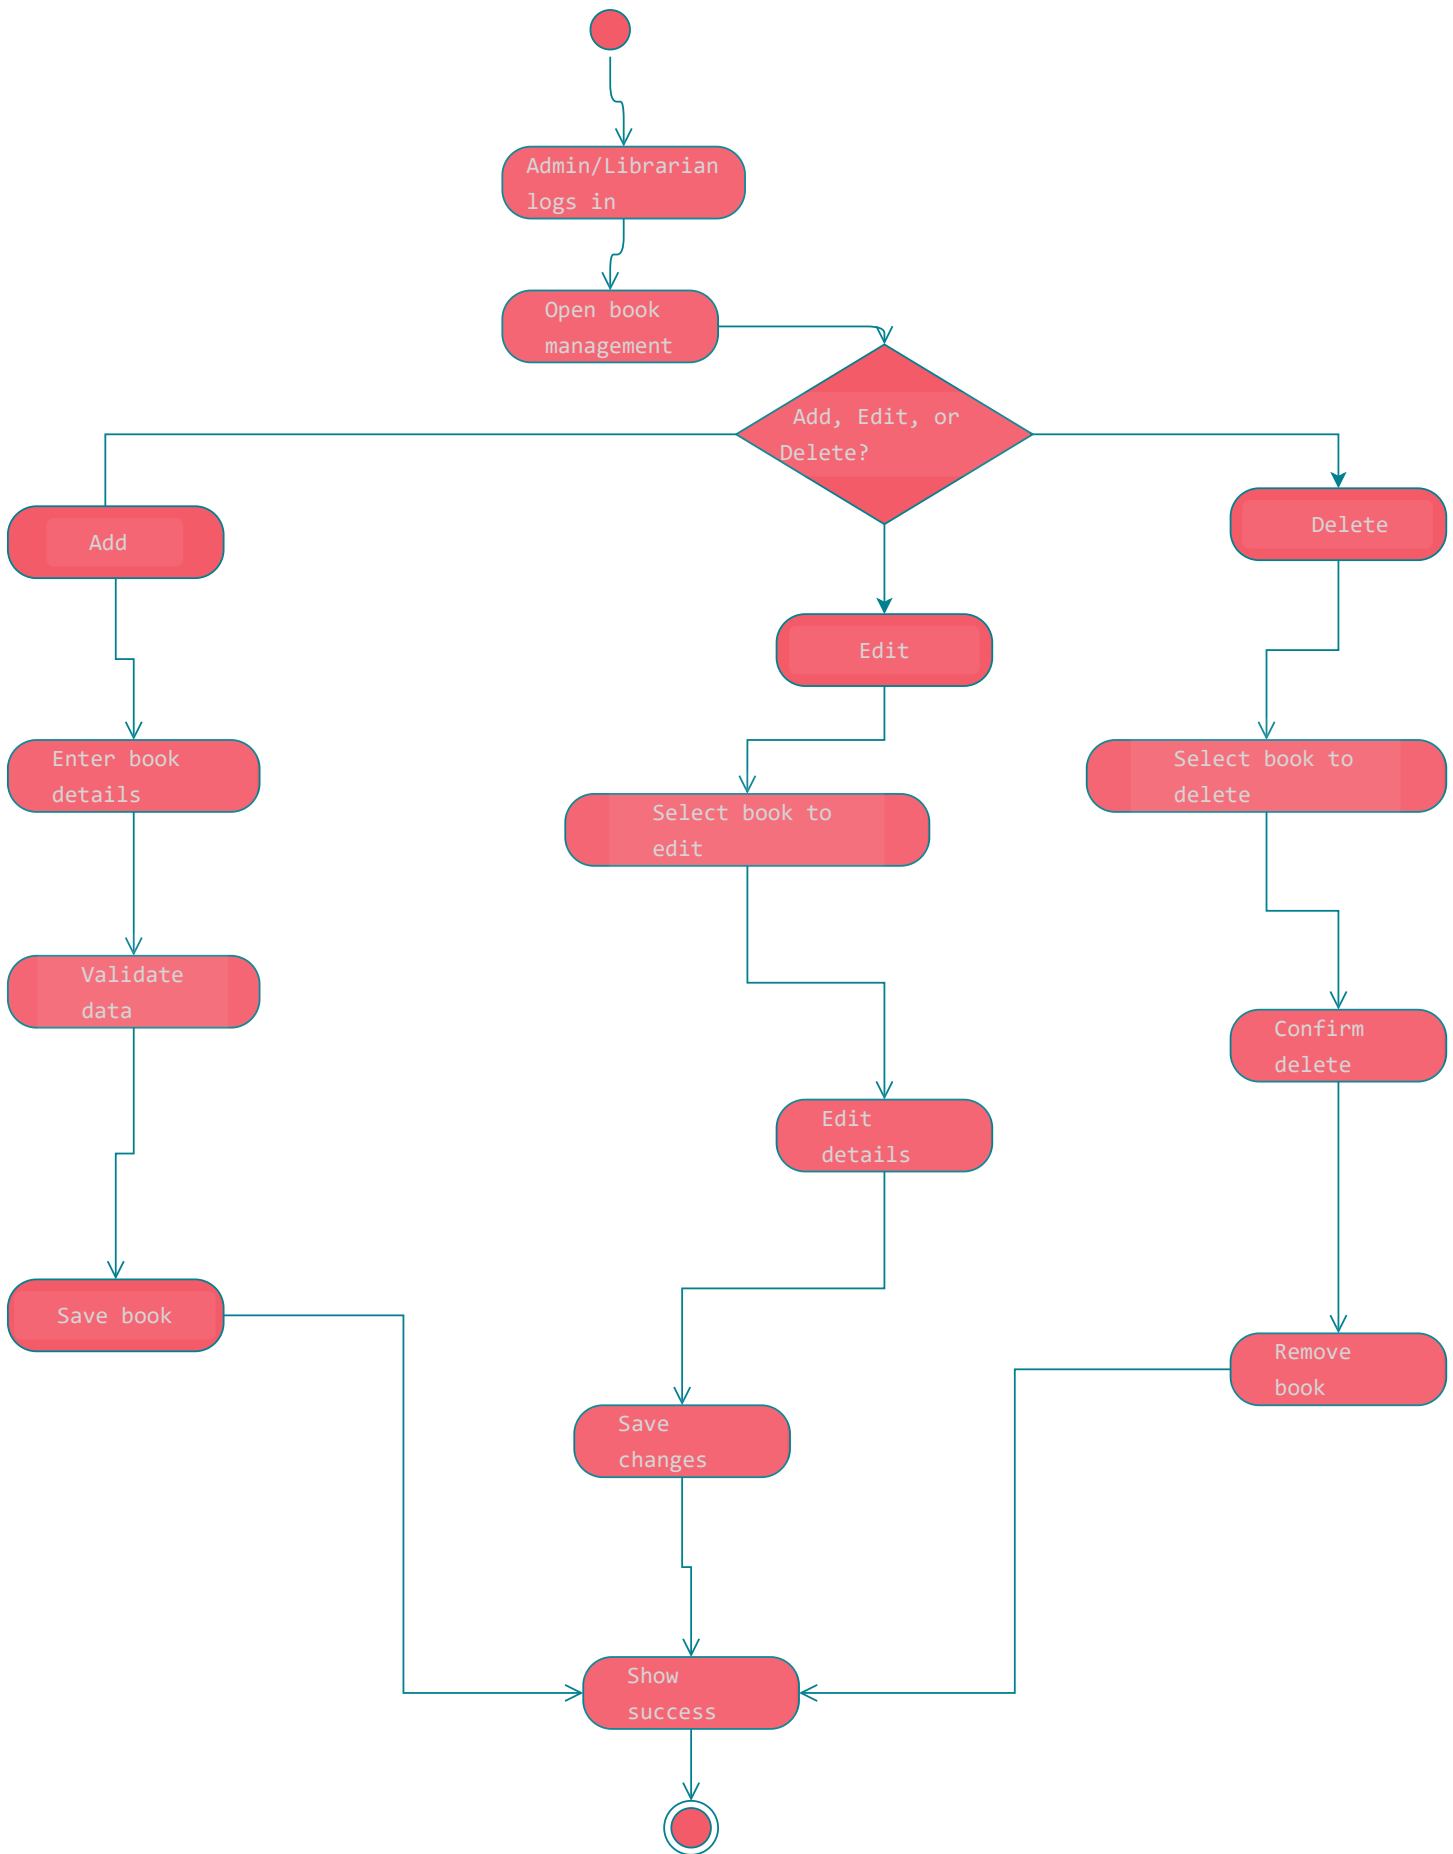 Admin/Librarian
logs in
Open book
management
Add, Edit, or
Delete?
Add
Edit
Delete
Enter book
details
Select book to
edit
Select book to
delete
Validate
data
Confirm
delete
Edit
details
Save book
Remove
book
Save
changes
Show
success